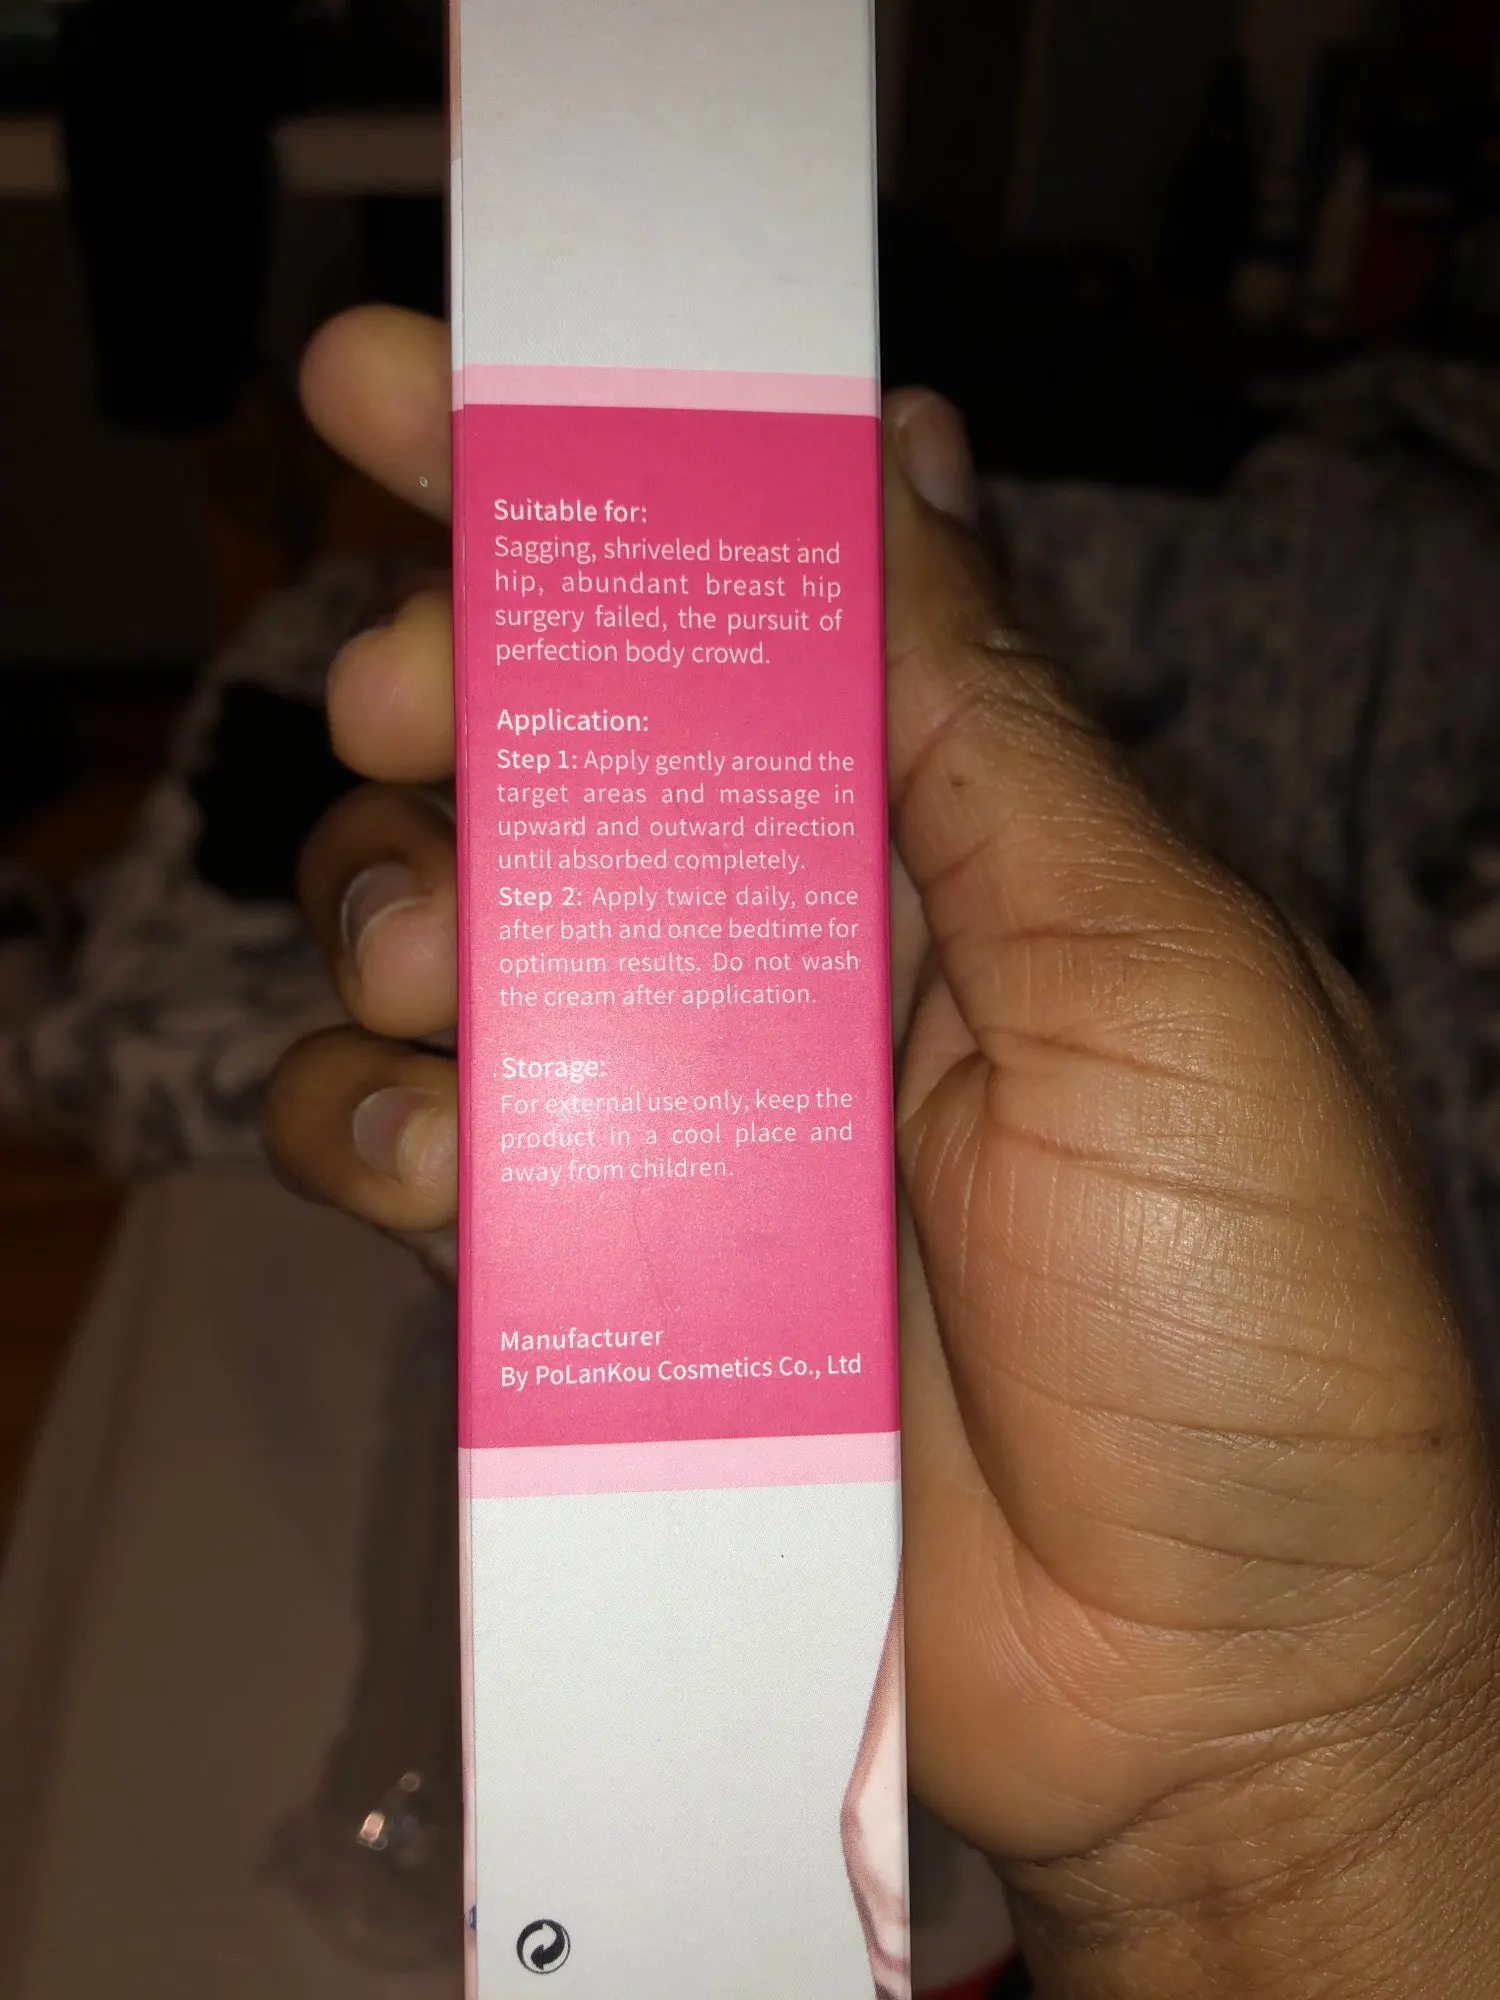 Suitable for:
Sagging, shriveled breast and
hip, abundant breast hip
surgery failed, the pursuit of
perfection body crowd.
Application:
Step 1: Apply gently around the
target areas and massage in
upward and outward direction
until absorbed completely.
Step 2: Apply twice daily, once
after bath and once bedtime for
optimum results. Do not wash
the cream after application.
Storage:
For external use only, keep the
product in a cool place and
away from children.
Manufacturer
By PoLanKou Cosmetics Co., Ltd